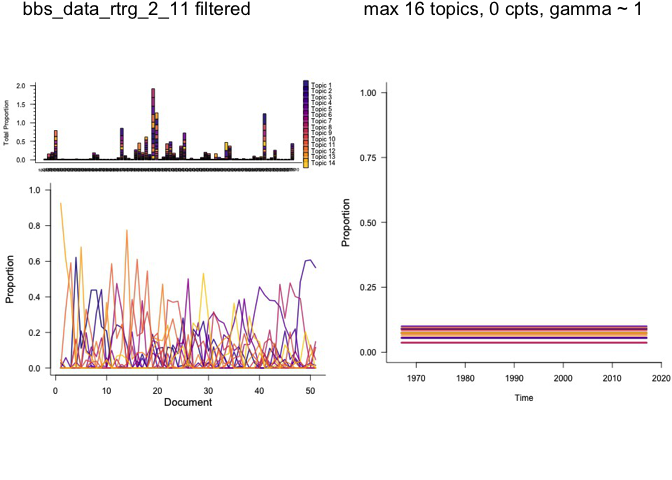 bbs_data_rtrg_2_11 filtered
max 16 topics, 0 cpts, gamma ~ 1
Total Proportion
2.0
1.5
1.0
0.5
0.0
Topic 1
Topic 2
Topic 3
Topic 4
Topic 5
Topic 6
Topic 7
Topic 8
Topic 9
Topic 10
Topic 11
Topic 12
Topic 13
Topic 14
Proportion
1.0
0.8
0.6
0.4
0.2
0.0
0 10 20 30 40 50
Document
Proportion
1.00
0.75
0.50
0.25
0.00
1970 1980 1990 2000 2010 2020
Time